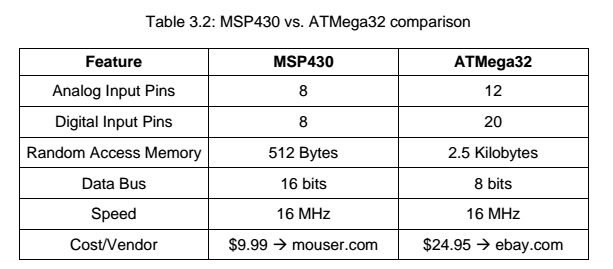 Table 3.2: MSP430 vs. ATMega32 comparison
Feature MSP430 ATMega32
Analog Input Pins 8 12
Digital Input Pins 8 20
Random Access Memory 512 Bytes 2.5 Kilobytes
Data Bus 16 bits 8 bits
Speed 16 MHz 16 MHz
Cost/Vendor $9.99 → mouser.com $24.95 → ebay.com